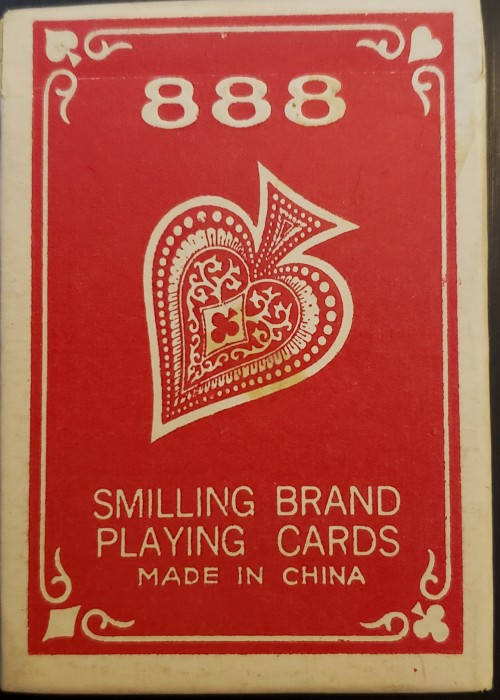 888
SMILLING BRAND
PLAYING CARDS
MADE IN CHINA